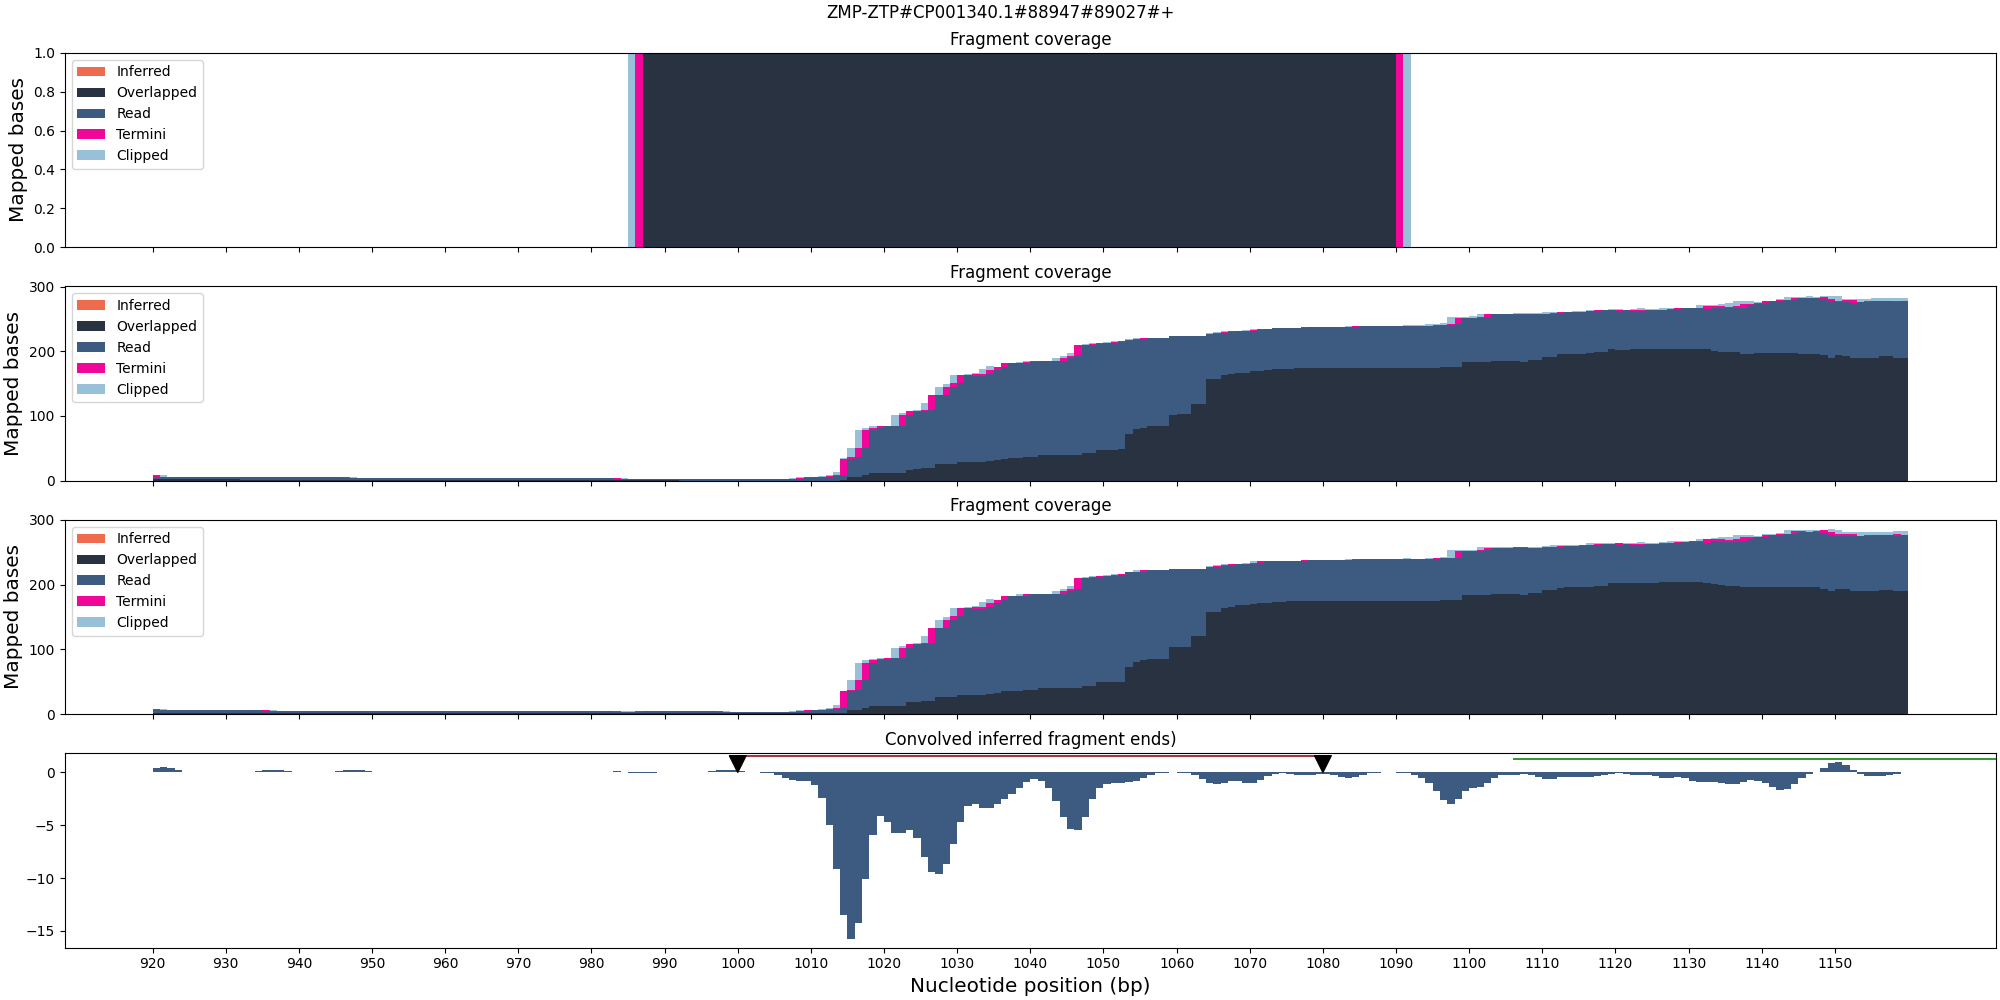 ZMP-ZTP#CP001340.1#88947#89027#+
Fragment coverage
Mapped bases
1.0
0.8
0.6
0.4
0.2
0.0
Inferred
Overlapped
Read
Termini
Clipped
Fragment coverage
Mapped bases
300
200
100
0
Inferred
Overlapped
Read
Termini
Clipped
Fragment coverage
Mapped bases
300
200
100
0
Inferred
Overlapped
Read
Termini
Clipped
Convolved inferred fragment ends)
0
−5
−10
−15
920 930 940 950 960 970 980 990 1000 1010 1020 1030 1040 1050 1060 1070 1080 1090 1100 1110 1120 1130 1140 1150
Nucleotide position (bp)